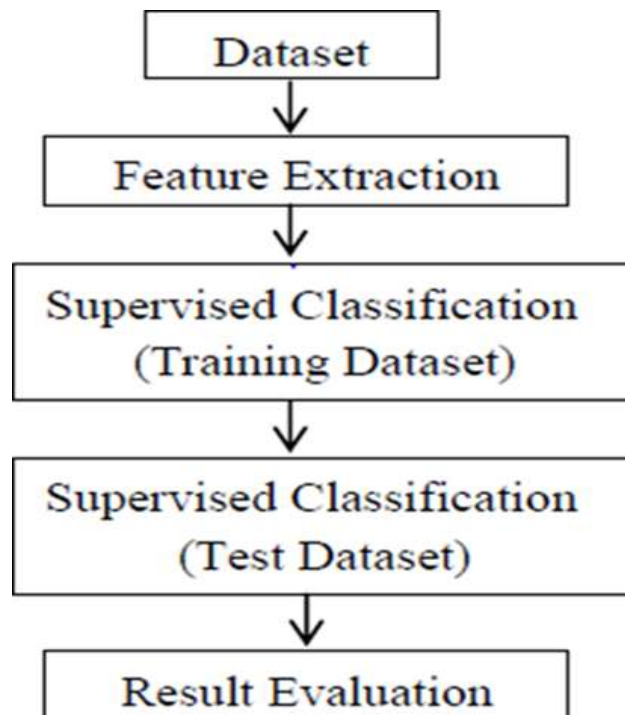 Dataset
Feature Extraction
Supervised Classification
(Training Dataset)
Supervised Classification
(Test Dataset)
Result Evaluation